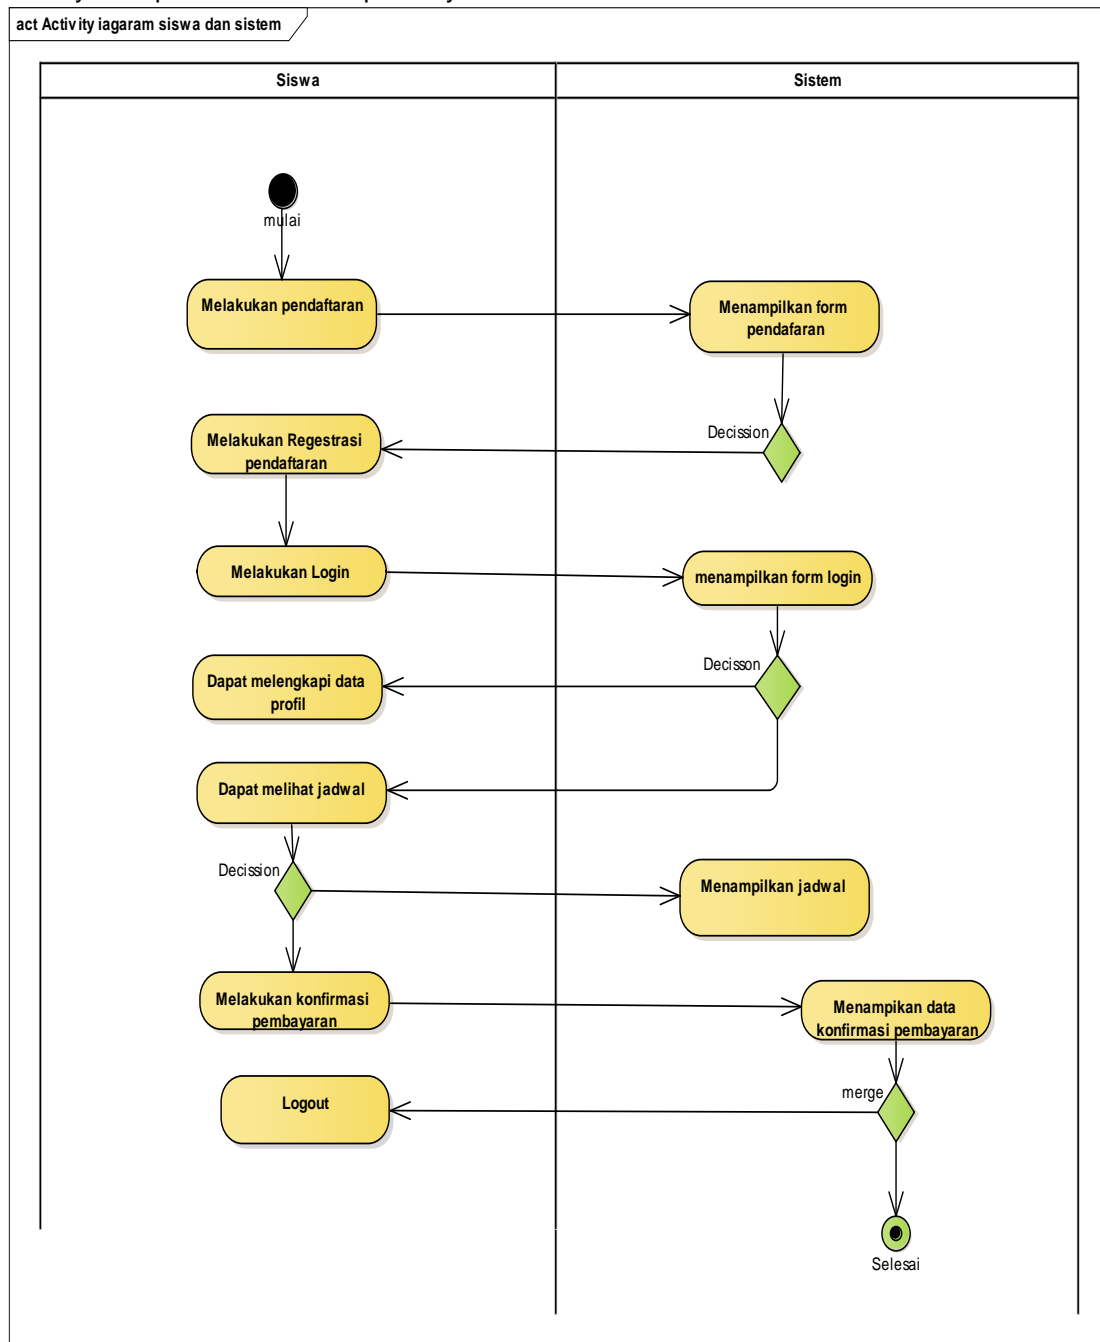 act Activity iagaram siswa dan sistem
Siswa
Sistem
mulai
Melakukan pendaftaran
Menampilkan form
pendafaran
Decission
Melakukan Regestrasi
pendaftaran
Melakukan Login
menampilkan form login
Decisson
Dapat melengkapi data
profil
Dapat melihat jadwal
Decission
Menampilkan jadwal
Melakukan konfirmasi
pembayaran
Menampikan data
konfirmasi pembayaran
merge
Logout
Selesai